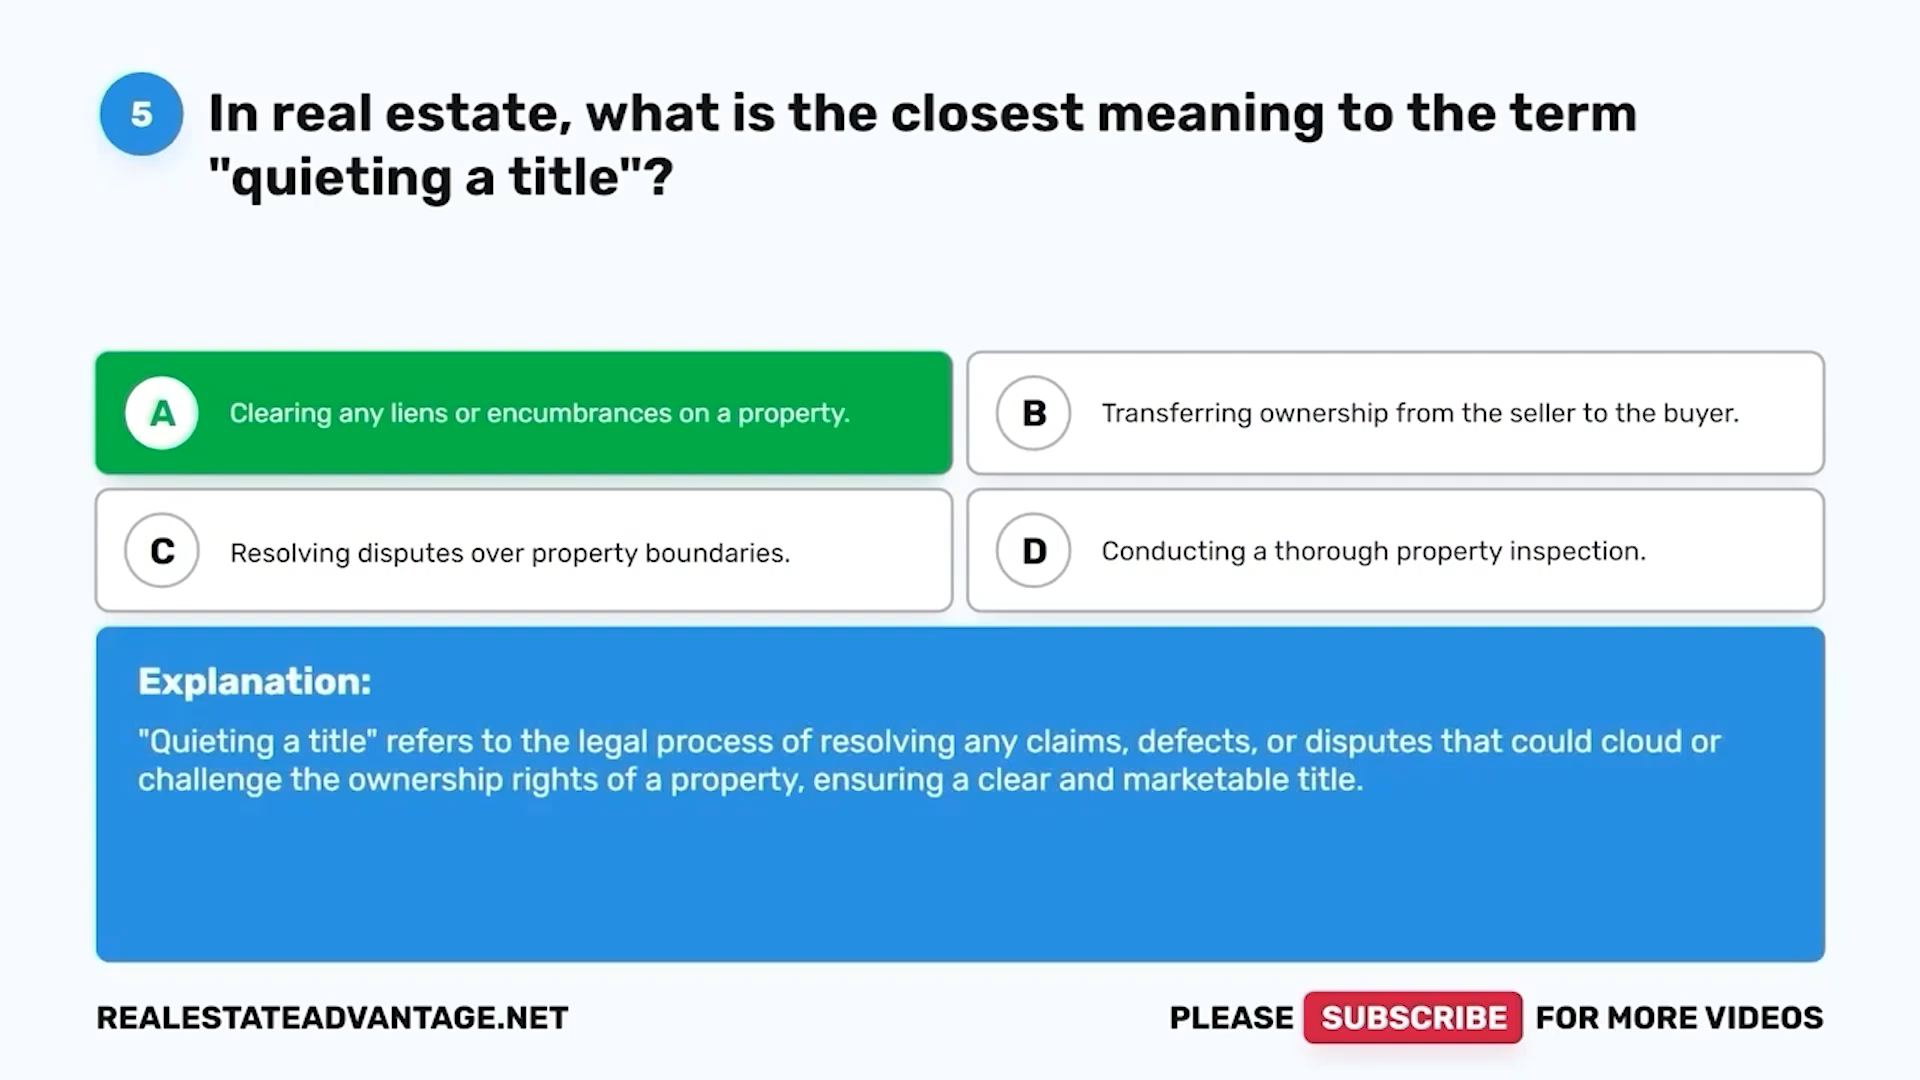 5
In real estate, what is the closest meaning to the term
"quieting a title"?
A Clearing any liens or encumbrances on a property.
B Transferring ownership from the seller to the buyer.
C Resolving disputes over property boundaries.
D Conducting a thorough property inspection.
Explanation:
"Quieting a title" refers to the legal process of resolving any claims, defects, or disputes that could cloud or
challenge the ownership rights of a property, ensuring a clear and marketable title.
REALESTATEADVANTAGE.NET
PLEASE SUBSCRIBE FOR MORE VIDEOS